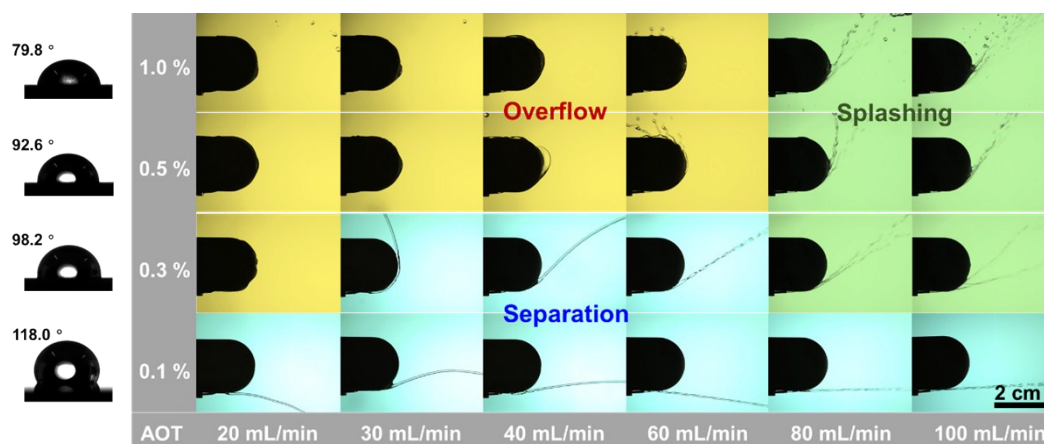 79.8 °
1.0 %
Overflow
Splashing
92.6 °
0.5 %
98.2 °
0.3 %
Separation
118.0 °
0.1 %
2 cm
AOT 20 mL/min 30 mL/min 40 mL/min 60 mL/min 80 mL/min 100 mL/min